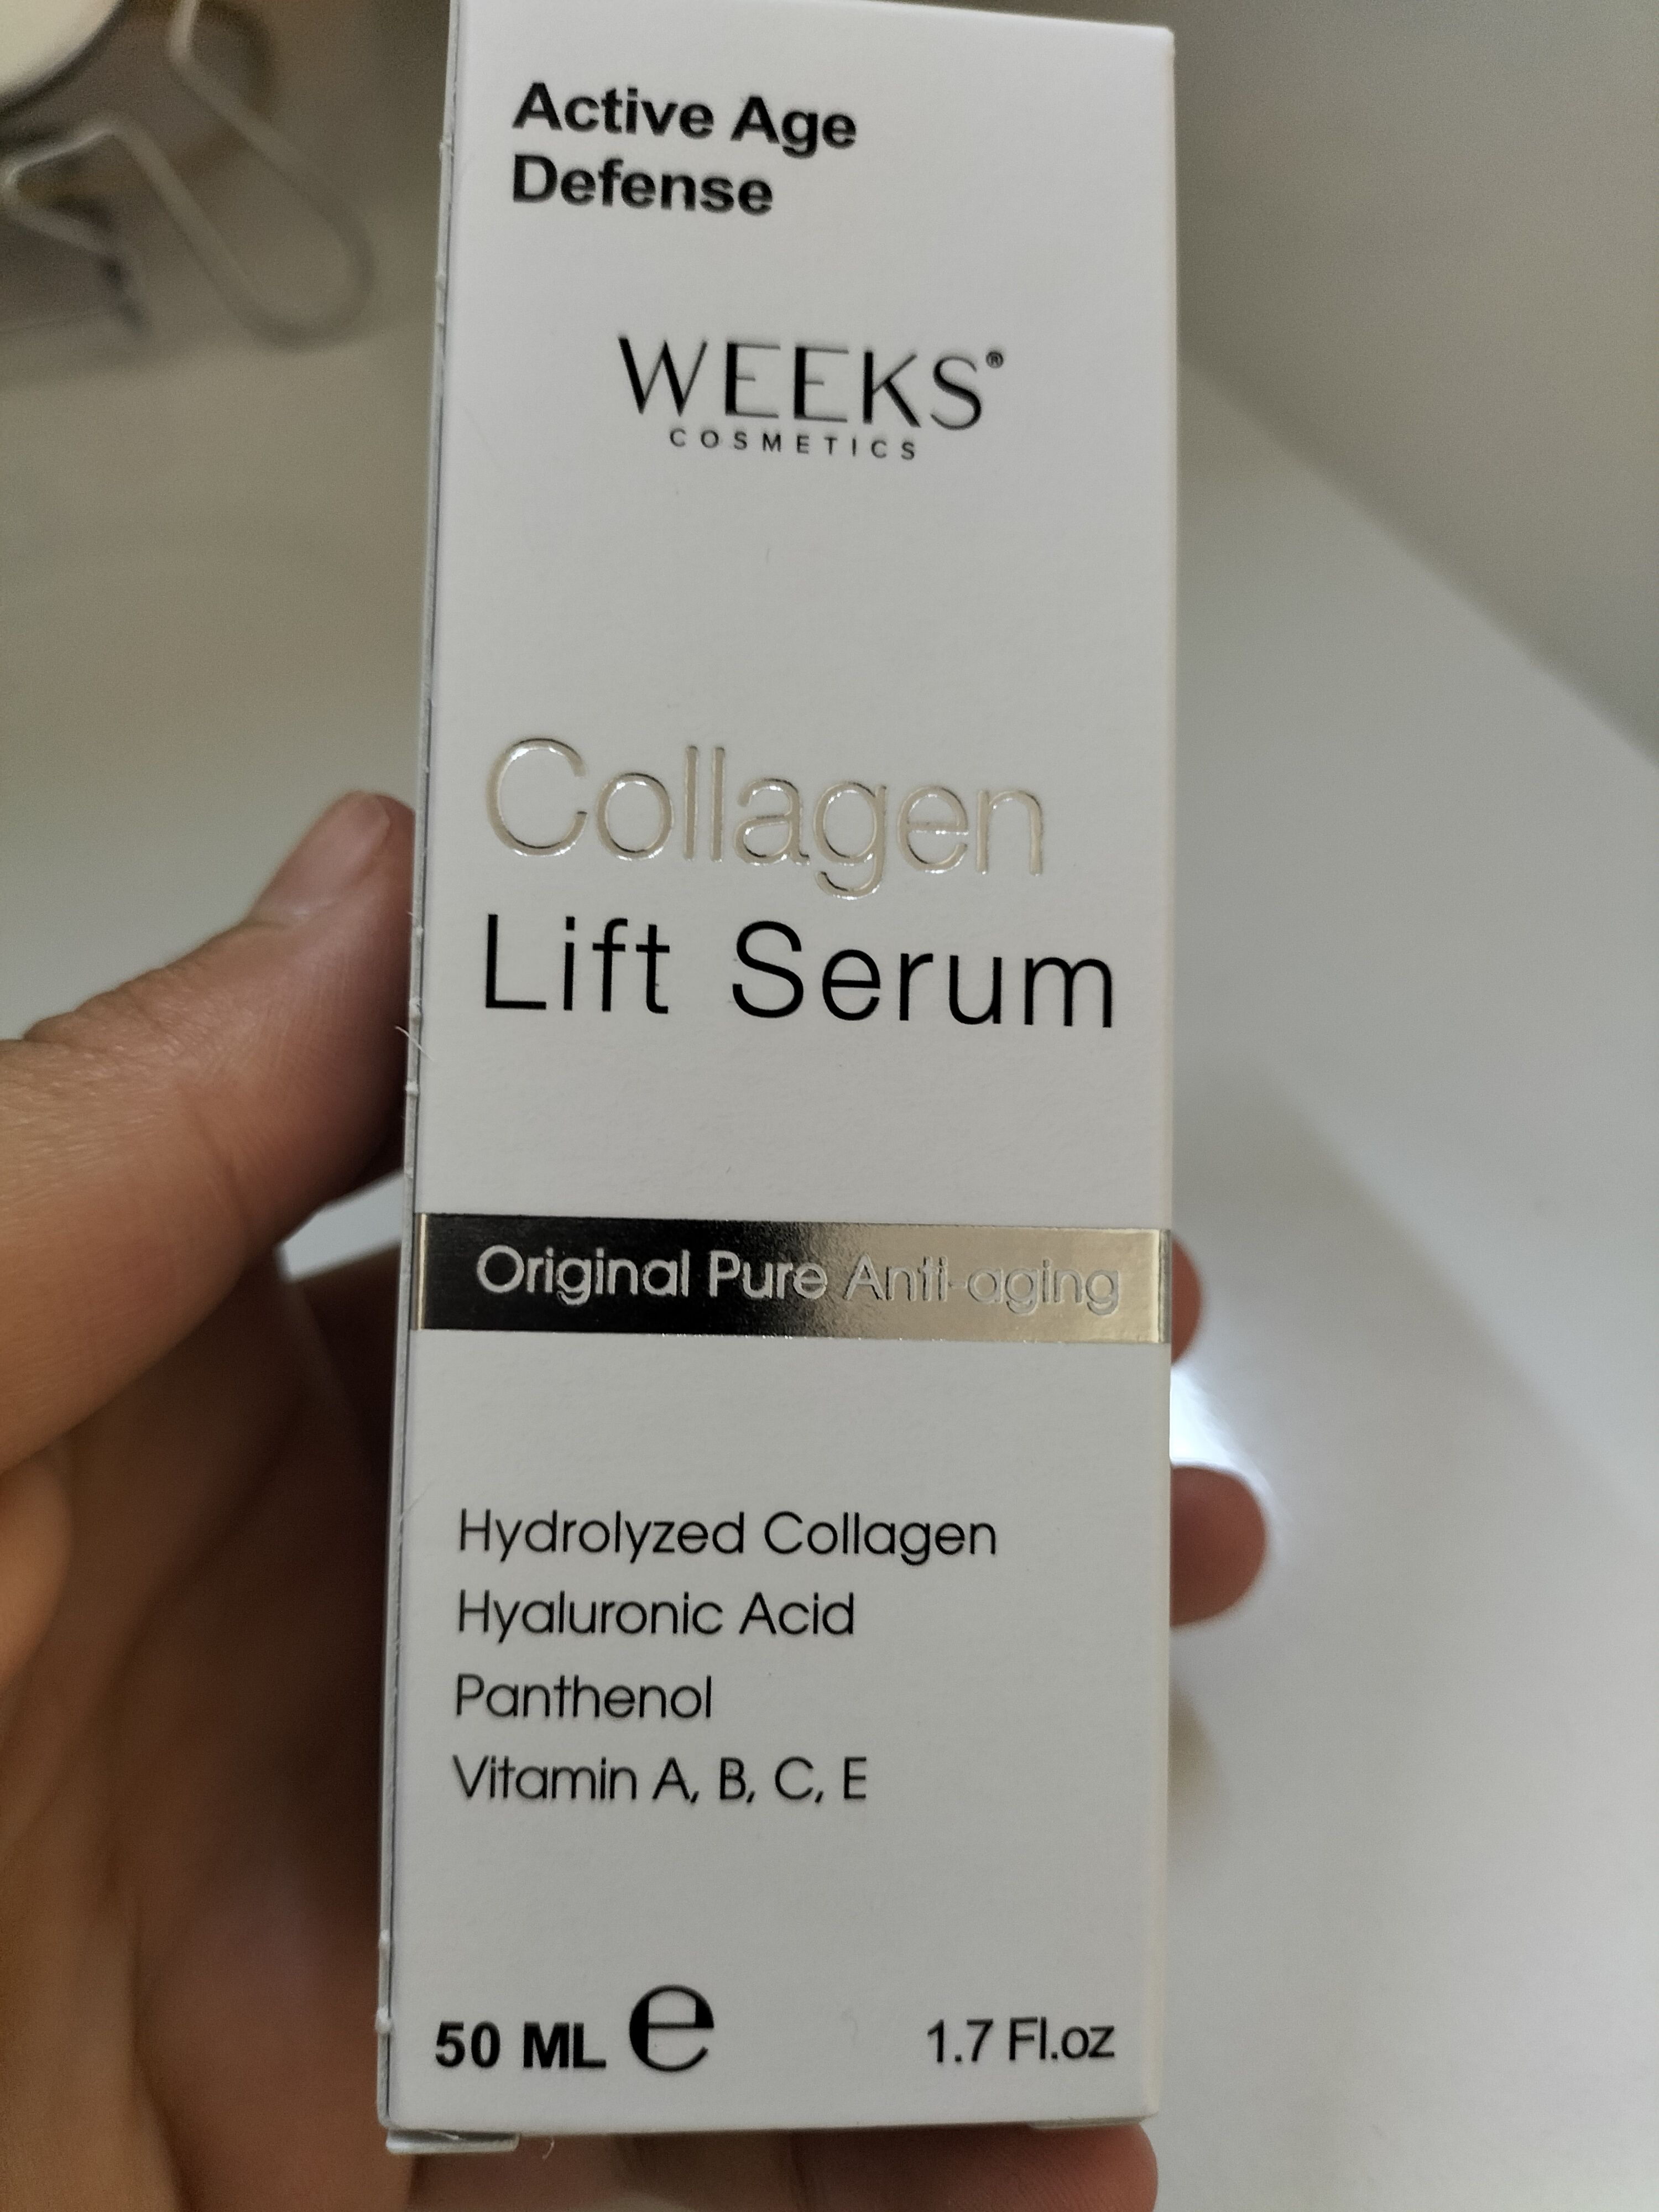 Active Age
Defense
WEEKS®
COSMETICS
Collagen
Lift Serum
Original Pure Anti-aging
Hydrolyzed Collagen
Hyaluronic Acid
Panthenol
Vitamin A, B, C, E
50 ML ℮ 1.7 Fl.oz